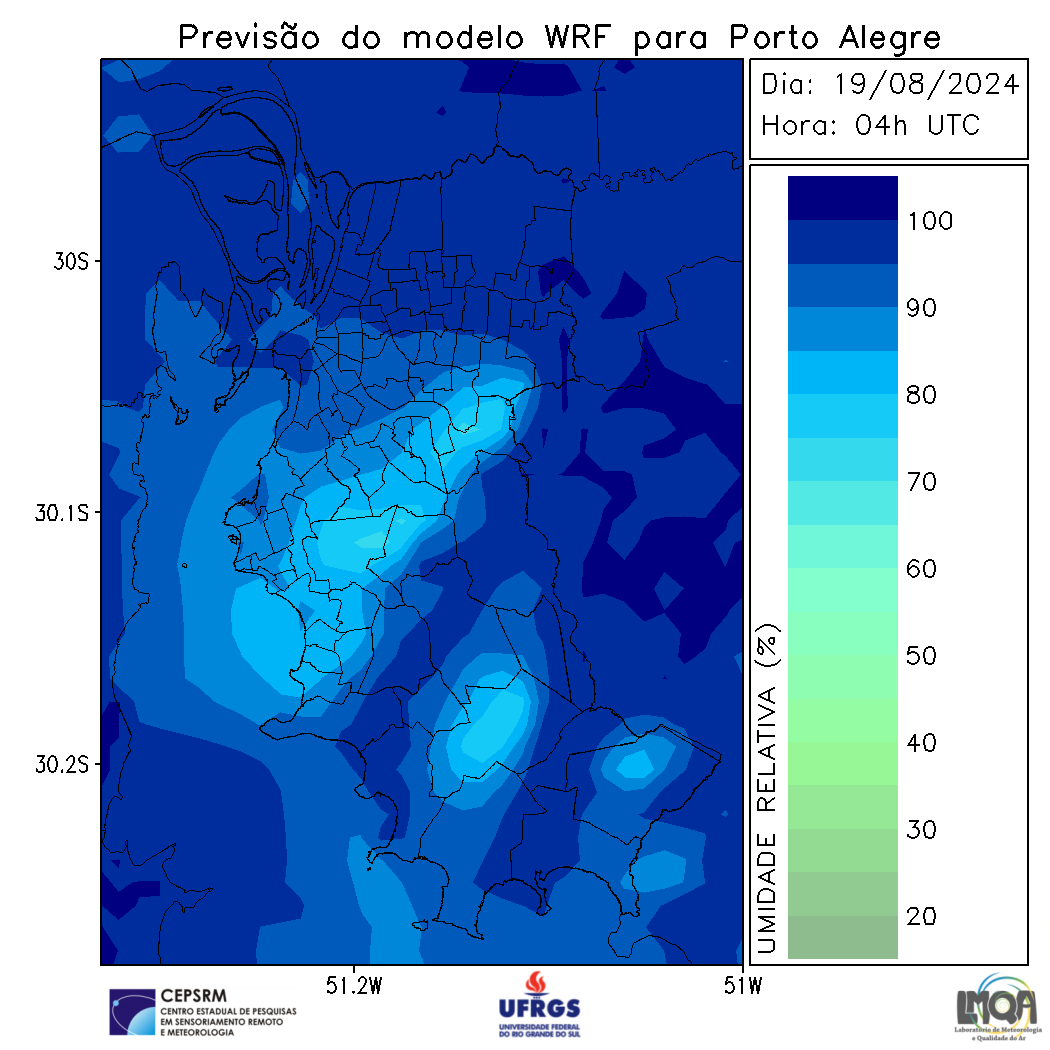 Previsão do modelo WRF para Porto Alegre
Dia: 19/08/2024
Hora: 04h UTC
100
90
80
70
60
50
40
30
20
UMIDADE RELATIVA (%)
30S
30.1S
30.2S
51.2W
51W
CEPSRM
CENTRO ESTADUAL DE PESQUISAS
EM SENSORIAMENTO REMOTO
E METEOROLOGIA
UFRGS
UNIVERSIDADE FEDERAL
DO RIO GRANDE DO SUL
LMQA
Laboratório de Meteorologia
e Qualidade do Ar